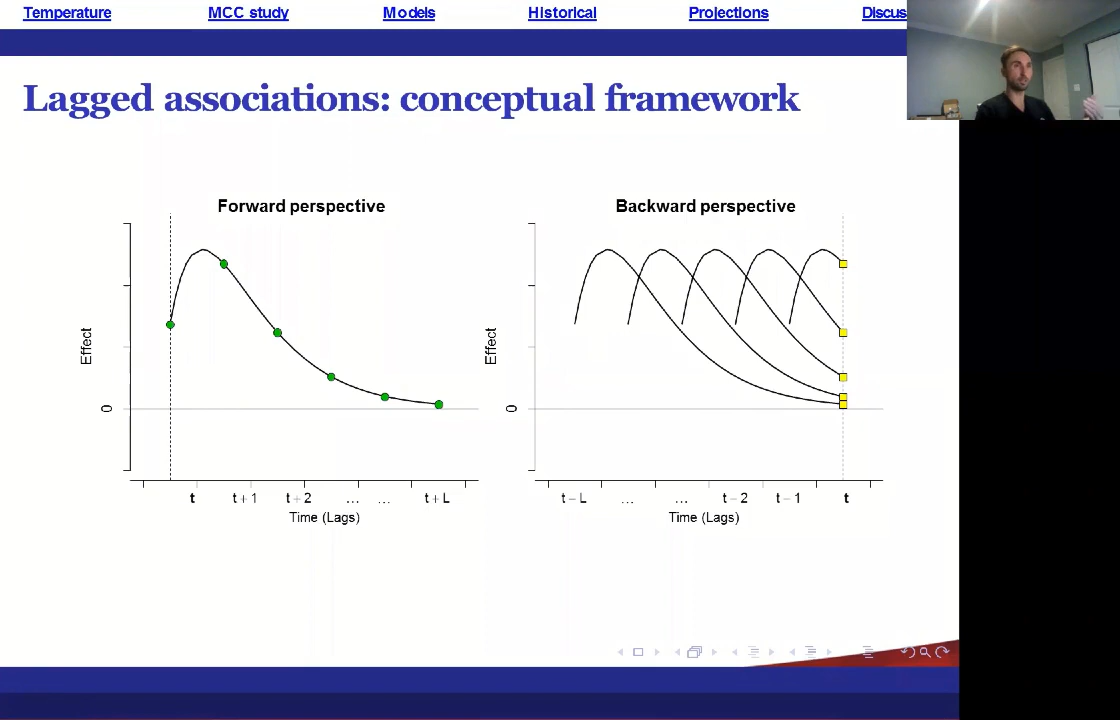 Temperature MCC study Models Historical Projections Discus
Lagged associations: conceptual framework
Forward perspective
Effect
0
t t+1 t+2 ... ... t+L
Time (Lags)
Backward perspective
Effect
0
t−L ... ... t−2 t−1 t
Time (Lags)